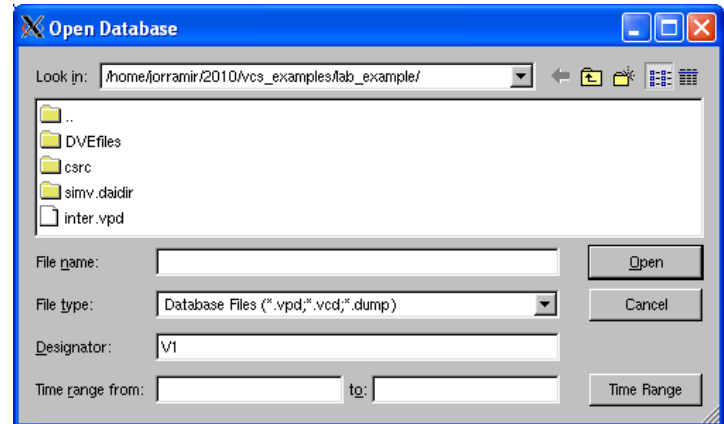 Open Database
Look in: /home/jorramir/2010/vcs_examples/lab_example/
..
DVEfiles
csrc
simv.daidir
inter.vpd
File name: Open
File type: Database Files (*.vpd;*.vcd;*.dump) Cancel
Designator: V1
Time range from: to: Time Range